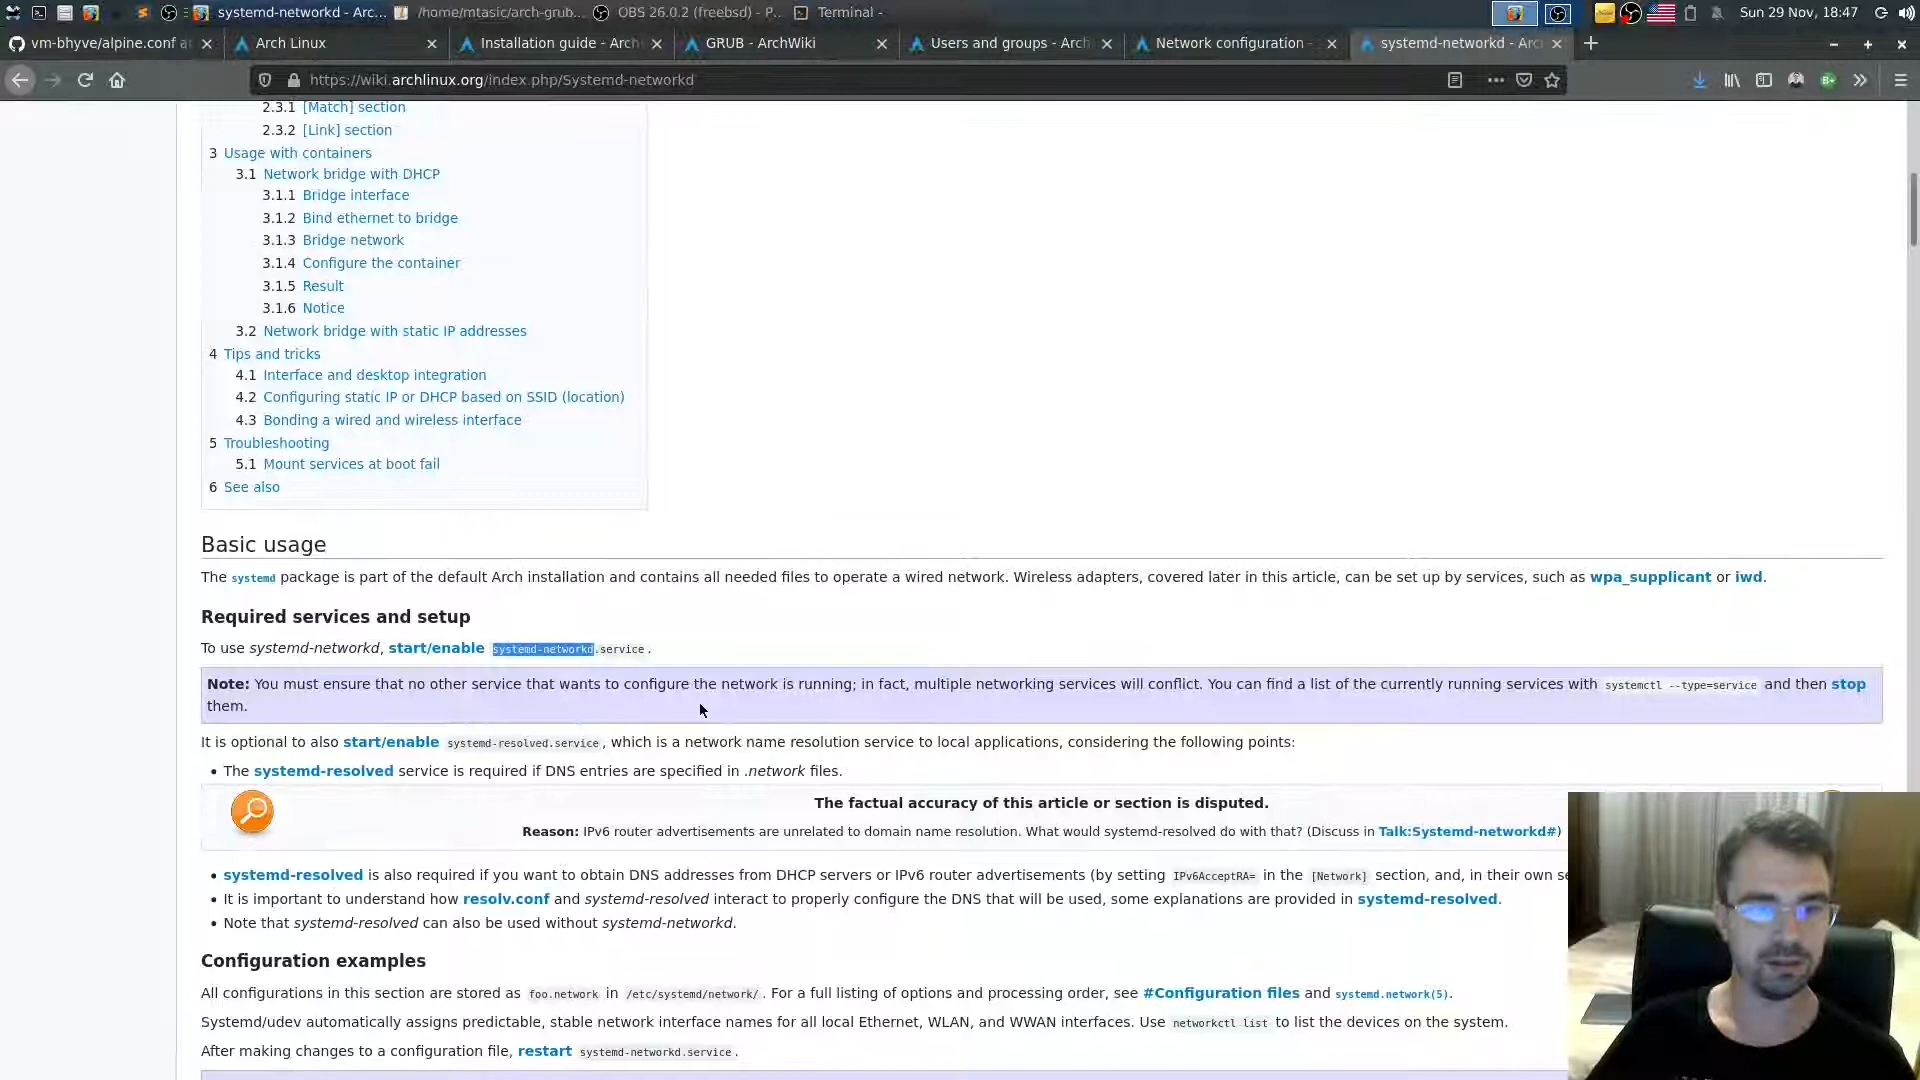 systemd-networkd - Arc... /home/mtasic/arch-grub... OBS 26.0.2 (freebsd) - P... Terminal - Sun 29 Nov, 18:47
vm-bhyve/alpine.conf at Arch Linux Installation guide - Arch GRUB - ArchWiki Users and groups - Arch Network configuration - systemd-networkd - Arc
https://wiki.archlinux.org/index.php/Systemd-networkd
2.3.1 [Match] section
2.3.2 [Link] section
3 Usage with containers
3.1 Network bridge with DHCP
3.1.1 Bridge interface
3.1.2 Bind ethernet to bridge
3.1.3 Bridge network
3.1.4 Configure the container
3.1.5 Result
3.1.6 Notice
3.2 Network bridge with static IP addresses
4 Tips and tricks
4.1 Interface and desktop integration
4.2 Configuring static IP or DHCP based on SSID (location)
4.3 Bonding a wired and wireless interface
5 Troubleshooting
5.1 Mount services at boot fail
6 See also
Basic usage
The systemd package is part of the default Arch installation and contains all needed files to operate a wired network. Wireless adapters, covered later in this article, can be set up by services, such as wpa_supplicant or iwd.
Required services and setup
To use systemd-networkd, start/enable systemd-networkd.service.
Note: You must ensure that no other service that wants to configure the network is running; in fact, multiple networking services will conflict. You can find a list of the currently running services with systemctl --type=service and then stop
them.
It is optional to also start/enable systemd-resolved.service, which is a network name resolution service to local applications, considering the following points:
• The systemd-resolved service is required if DNS entries are specified in .network files.
The factual accuracy of this article or section is disputed.
Reason: IPv6 router advertisements are unrelated to domain name resolution. What would systemd-resolved do with that? (Discuss in Talk:Systemd-networkd#)
• systemd-resolved is also required if you want to obtain DNS addresses from DHCP servers or IPv6 router advertisements (by setting IPv6AcceptRA= in the [Network] section, and, in their own se
• It is important to understand how resolv.conf and systemd-resolved interact to properly configure the DNS that will be used, some explanations are provided in systemd-resolved.
• Note that systemd-resolved can also be used without systemd-networkd.
Configuration examples
All configurations in this section are stored as foo.network in /etc/systemd/network/. For a full listing of options and processing order, see #Configuration files and systemd.network(5).
Systemd/udev automatically assigns predictable, stable network interface names for all local Ethernet, WLAN, and WWAN interfaces. Use networkctl list to list the devices on the system.
After making changes to a configuration file, restart systemd-networkd.service.